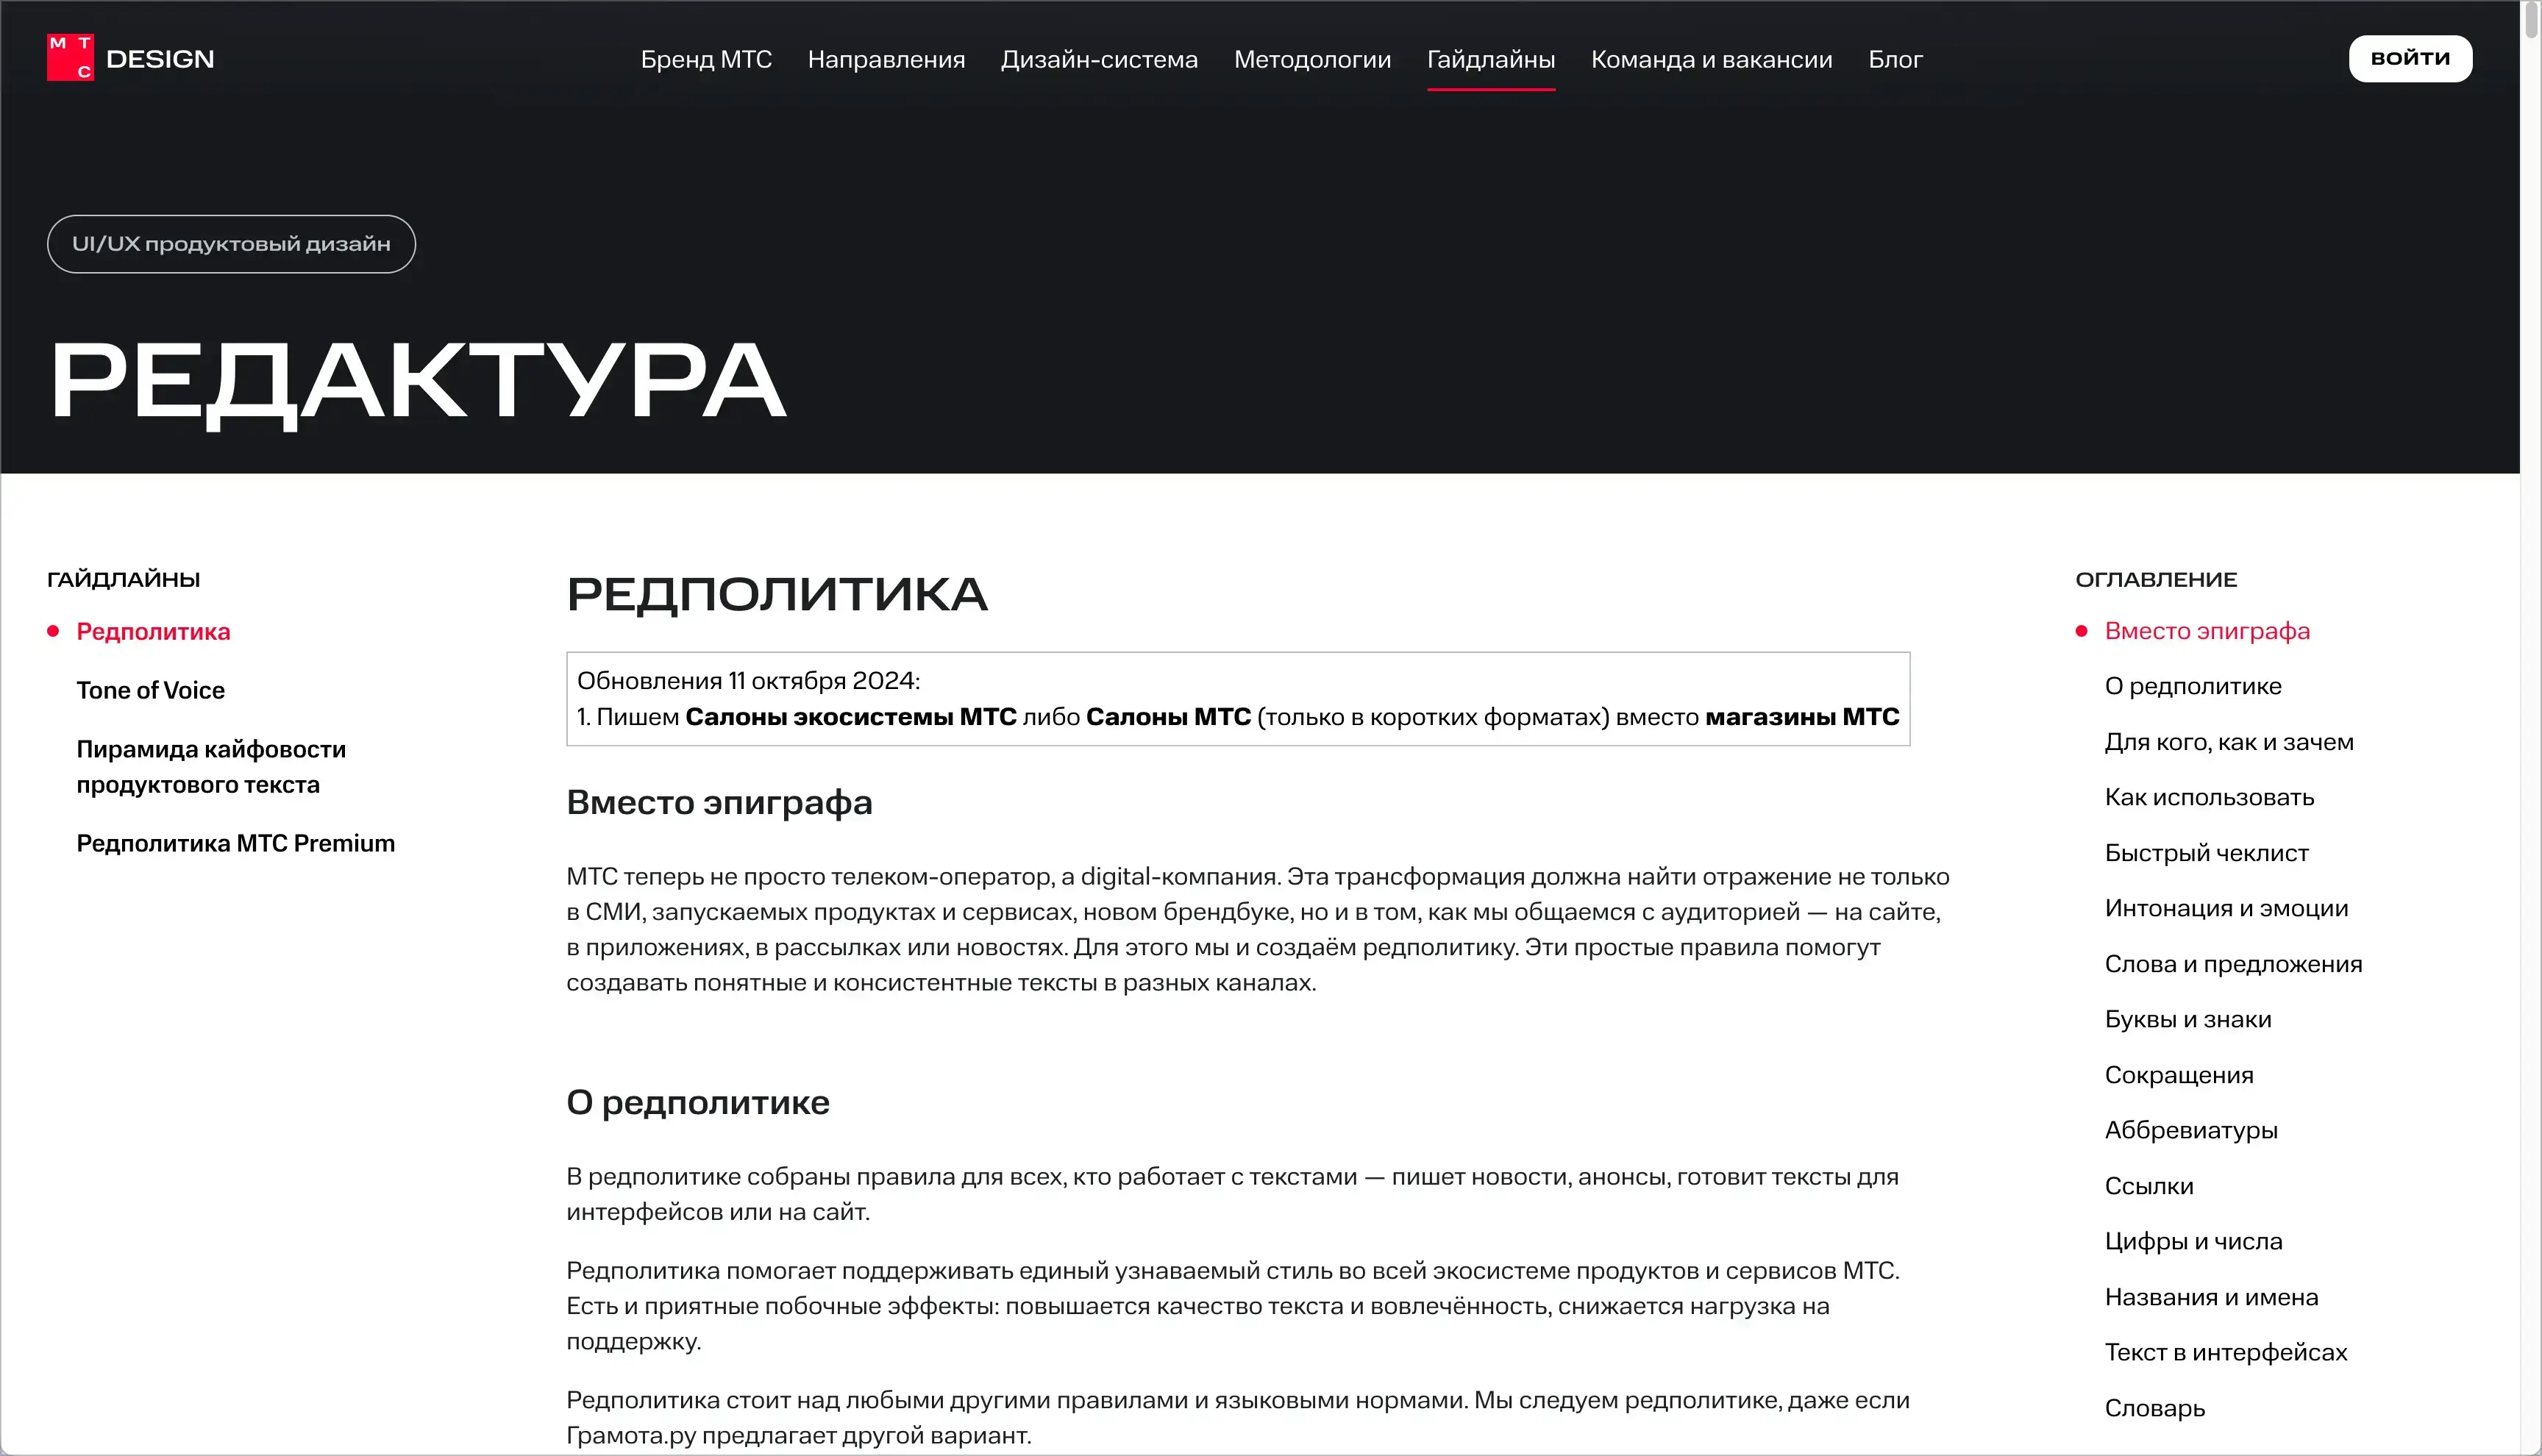 М Т
С
DESIGN
Бренд МТС
Направления
Дизайн-система
Методологии
Гайдлайны
Команда и вакансии
Блог
ВОЙТИ
UI/UX продуктовый дизайн
РЕДАКТУРА
ГАЙДЛАЙНЫ
Редполитика
Tone of Voice
Пирамида кайфовости
продуктового текста
Редполитика МТС Premium
РЕДПОЛИТИКА
Обновления 11 октября 2024:
1. Пишем Салоны экосистемы МТС либо Салоны МТС (только в коротких форматах) вместо магазины МТС
Вместо эпиграфа
МТС теперь не просто телеком-оператор, а digital-компания. Эта трансформация должна найти отражение не только
в СМИ, запускаемых продуктах и сервисах, новом брендбуке, но и в том, как мы общаемся с аудиторией — на сайте,
в приложениях, в рассылках или новостях. Для этого мы и создаём редполитику. Эти простые правила помогут
создавать понятные и консистентные тексты в разных каналах.
О редполитике
В редполитике собраны правила для всех, кто работает с текстами — пишет новости, анонсы, готовит тексты для
интерфейсов или на сайт.
Редполитика помогает поддерживать единый узнаваемый стиль во всей экосистеме продуктов и сервисов МТС.
Есть и приятные побочные эффекты: повышается качество текста и вовлечённость, снижается нагрузка на
поддержку.
Редполитика стоит над любыми другими правилами и языковыми нормами. Мы следуем редполитике, даже если
Грамота.ру предлагает другой вариант.
ОГЛАВЛЕНИЕ
Вместо эпиграфа
О редполитике
Для кого, как и зачем
Как использовать
Быстрый чеклист
Интонация и эмоции
Слова и предложения
Буквы и знаки
Сокращения
Аббревиатуры
Ссылки
Цифры и числа
Названия и имена
Текст в интерфейсах
Словарь